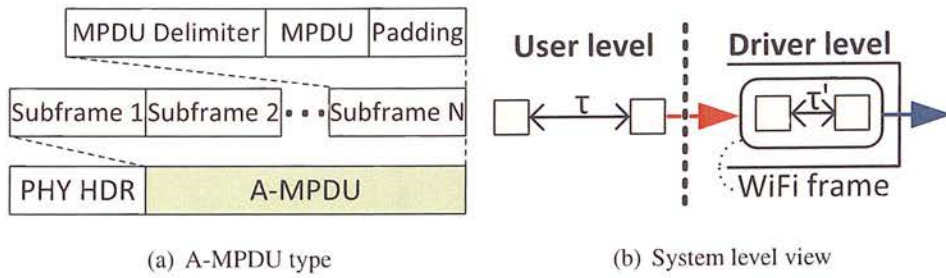 MPDU Delimiter MPDU Padding
Subframe 1 Subframe 2 ••• Subframe N
PHY HDR A-MPDU
(a) A-MPDU type
User level Driver level
τ τ'
WiFi frame
(b) System level view